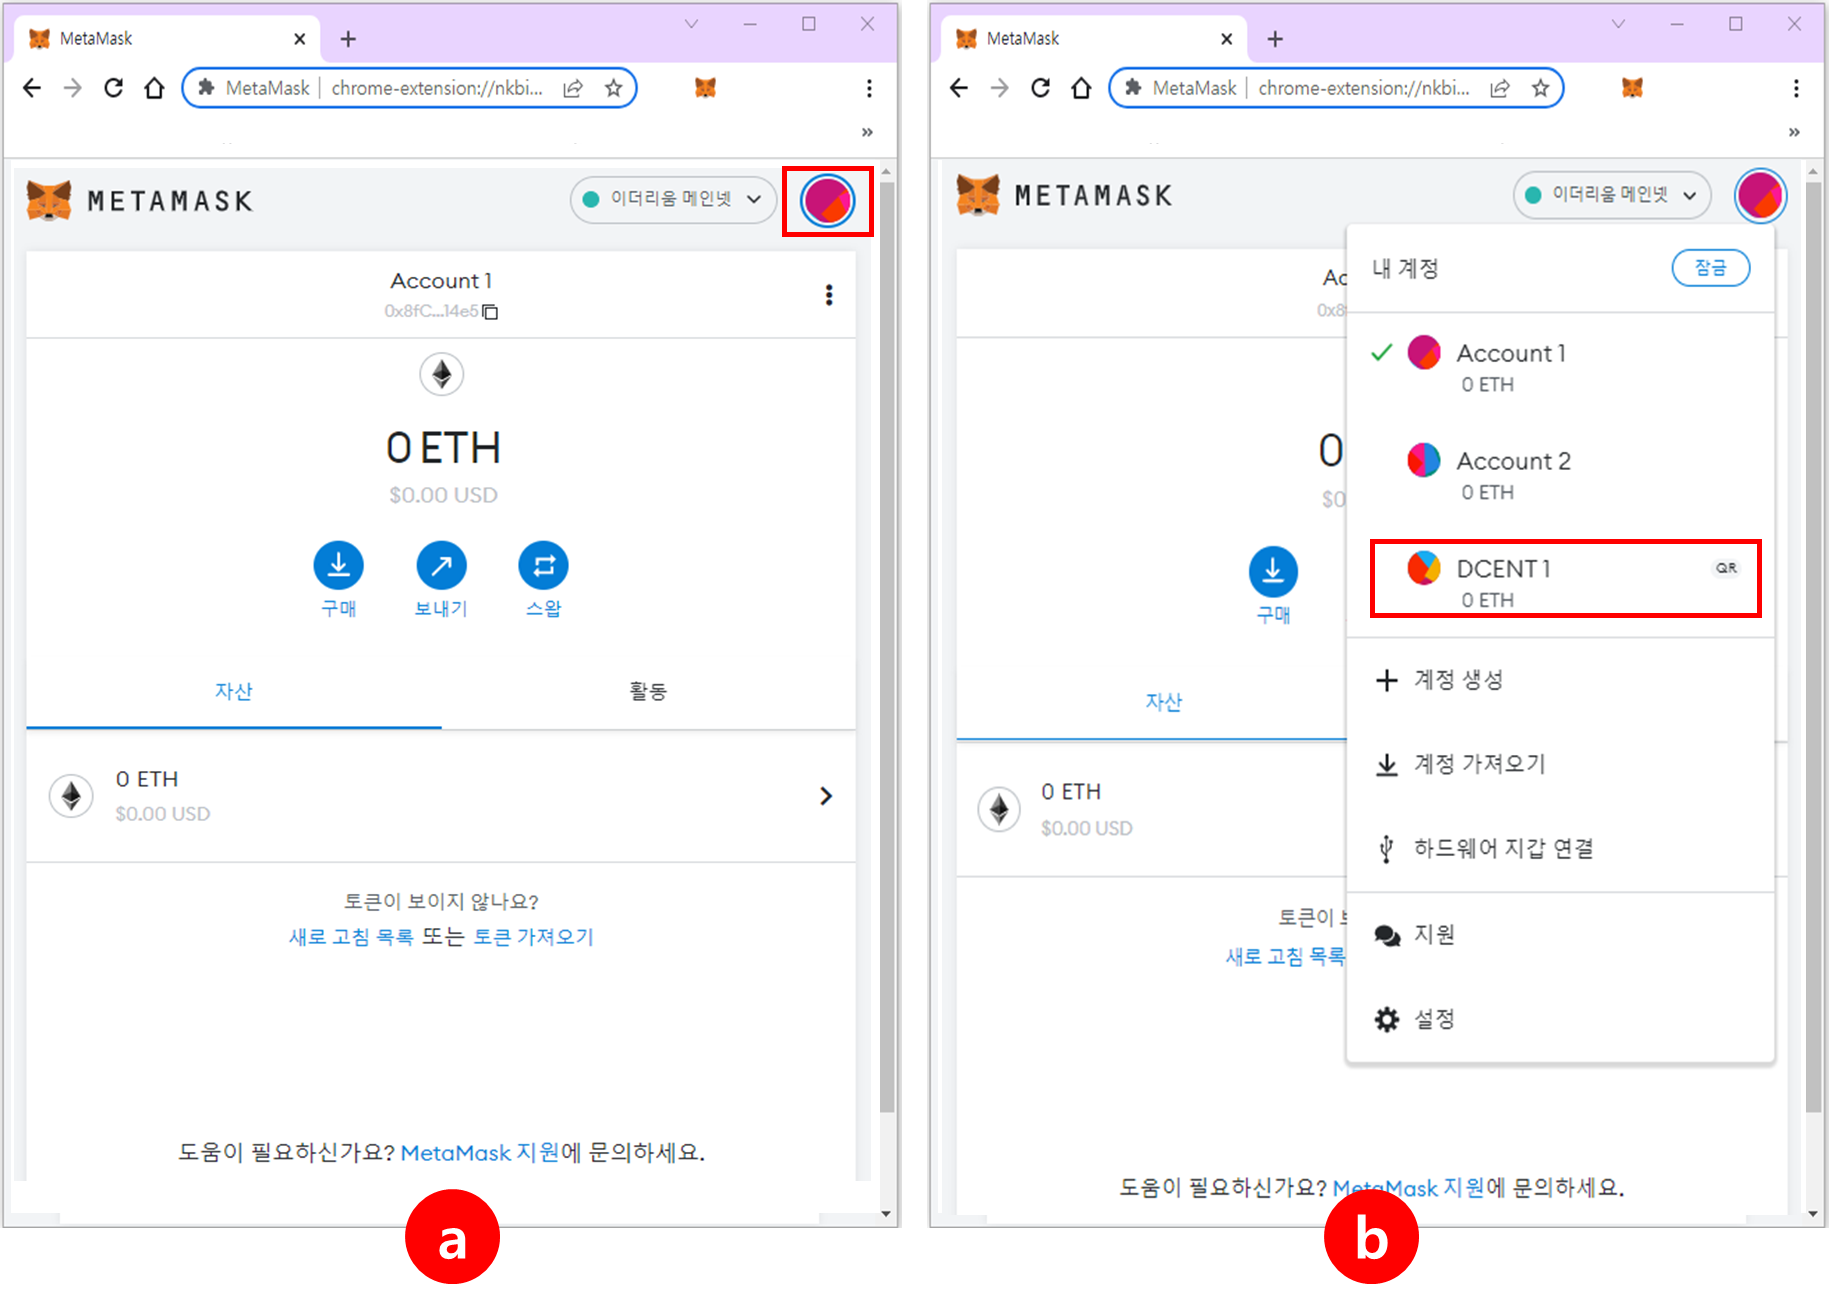 MetaMask
MetaMask | chrome-extension://nkbi...
»
METAMASK
이더리움 메인넷
Account 1
0x8fC...14e5
0 ETH
$0.00 USD
구매 보내기 스왑
자산 활동
0 ETH
$0.00 USD
토큰이 보이지 않나요?
새로 고침 목록 또는 토큰 가져오기
도움이 필요하신가요? MetaMask 지원에 문의하세요.
a
MetaMask
MetaMask | chrome-extension://nkbi...
»
METAMASK
이더리움 메인넷
Ac
0x8
0
$0
구매
자산
0 ETH
$0.00 USD
토큰이
새로 고침 목록
내 계정 잠금
Account 1
0 ETH
Account 2
0 ETH
DCENT 1 QR
0 ETH
계정 생성
계정 가져오기
하드웨어 지갑 연결
지원
설정
도움이 필요하신가요? MetaMask 지원에 문의하세요.
b